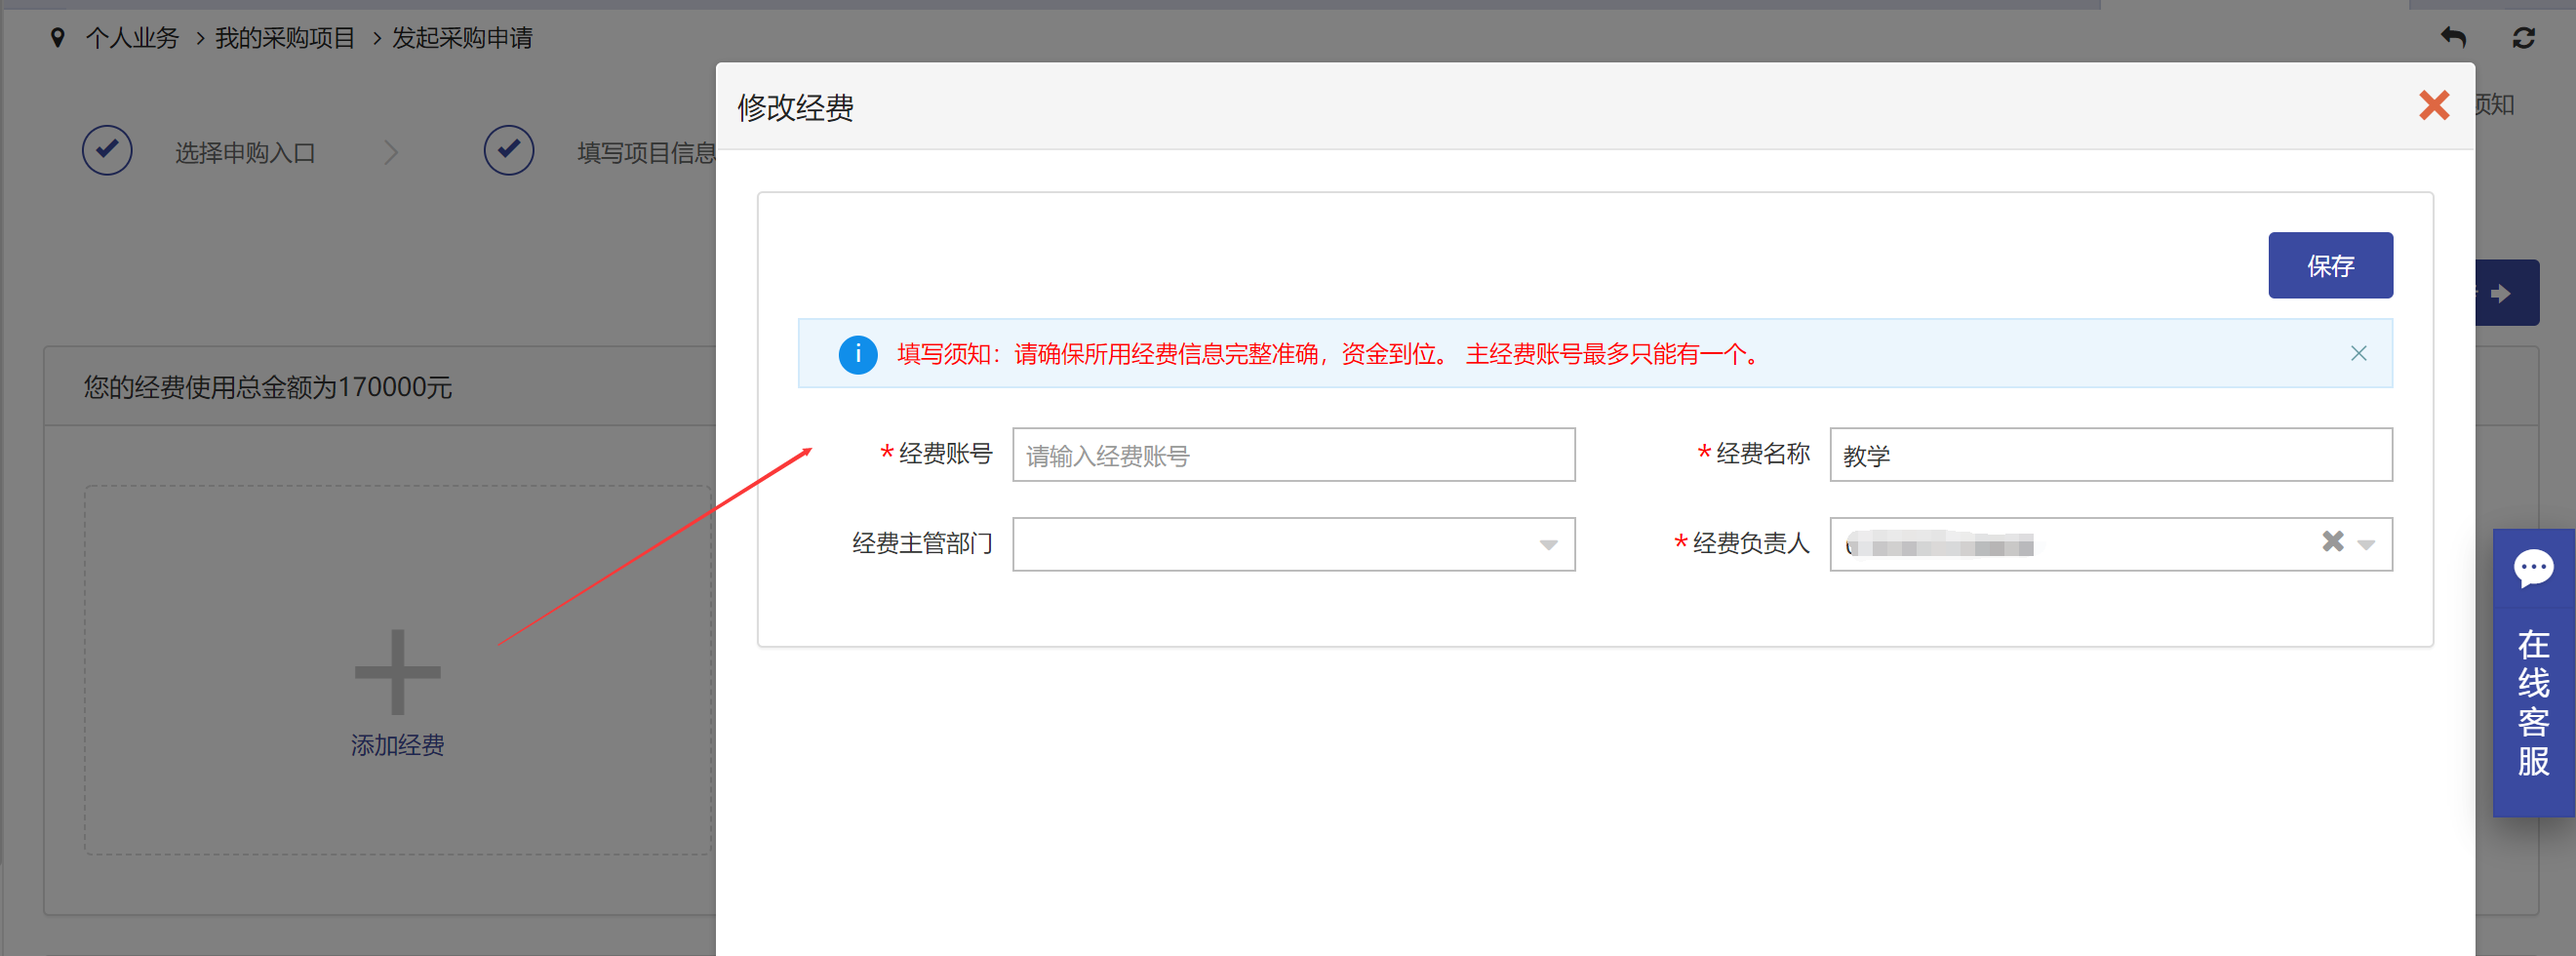 个人业务 > 我的采购项目 > 发起采购申请
修改经费
须知
选择申购入口
填写项目信息
保存
您的经费使用总金额为170000元
填写须知：请确保所用经费信息完整准确，资金到位。 主经费账号最多只能有一个。
*经费账号 请输入经费账号
*经费名称 教学
经费主管部门
*经费负责人
添加经费
在线客服